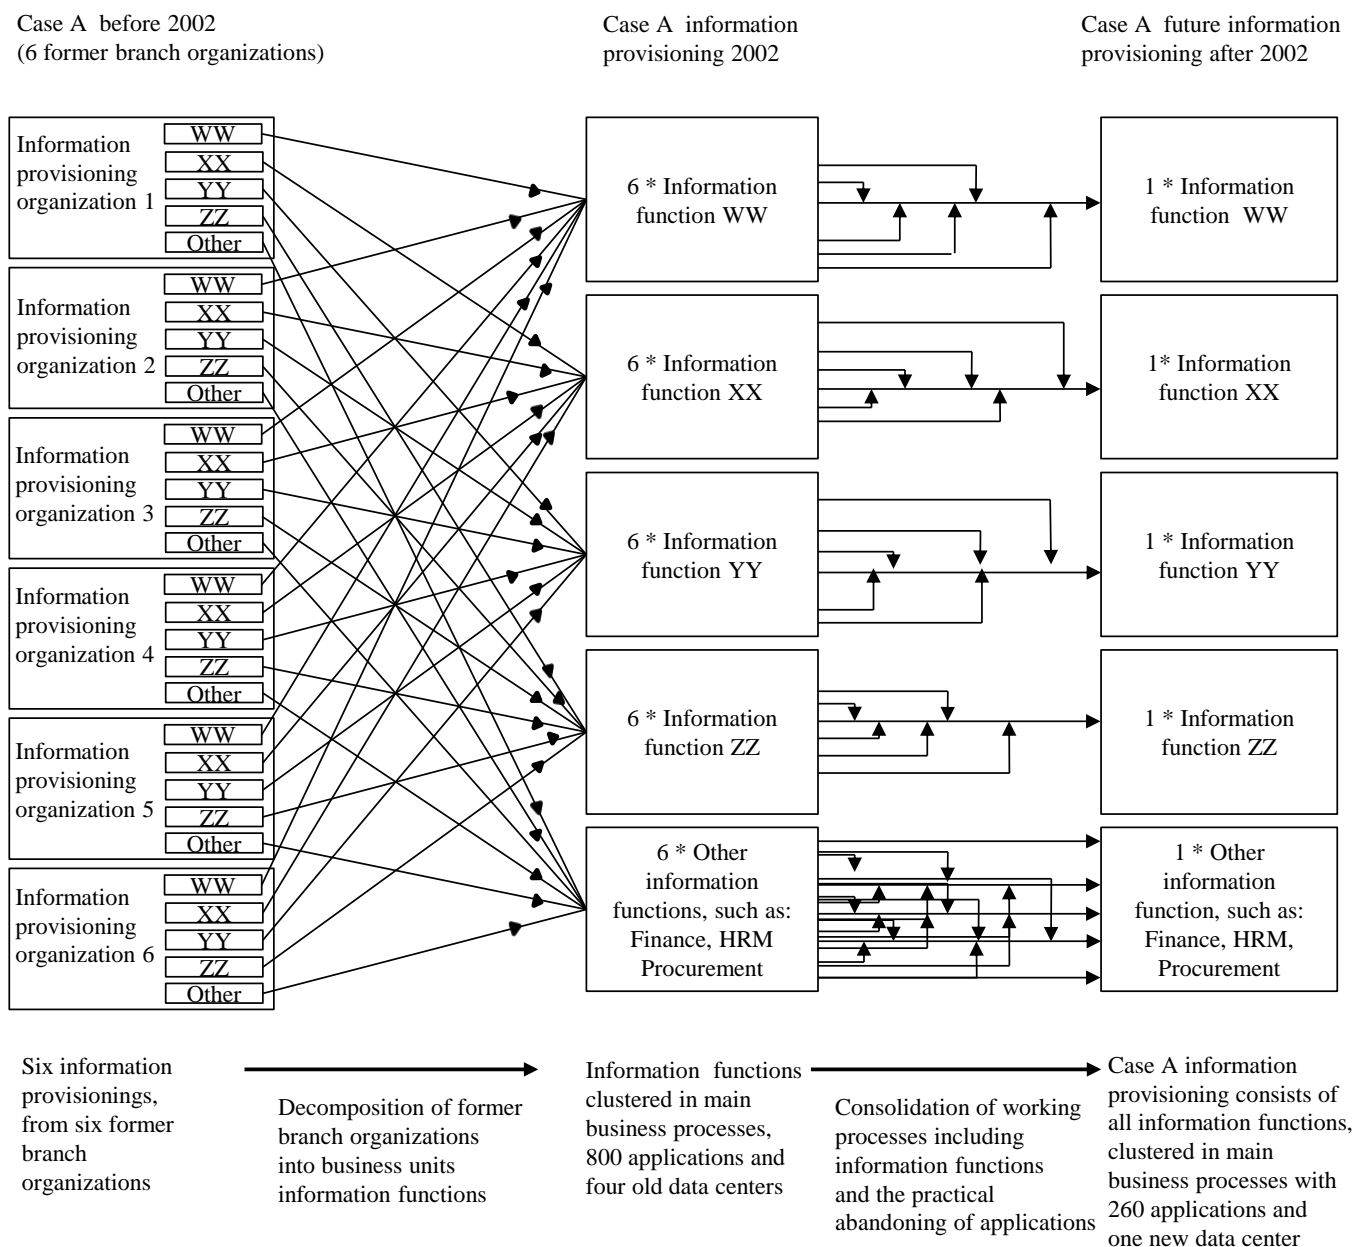 Case A before 2002
(6 former branch organizations)
Case A information
provisioning 2002
Case A future information
provisioning after 2002
Information
provisioning
organization 1
WW
XX
YY
ZZ
Other
Information
provisioning
organization 2
WW
XX
YY
ZZ
Other
Information
provisioning
organization 3
WW
XX
YY
ZZ
Other
Information
provisioning
organization 4
WW
XX
YY
ZZ
Other
Information
provisioning
organization 5
WW
XX
YY
ZZ
Other
Information
provisioning
organization 6
WW
XX
YY
ZZ
Other
6 * Information
function WW
6 * Information
function XX
6 * Information
function YY
6 * Information
function ZZ
6 * Other
information
functions, such as:
Finance, HRM
Procurement
1 * Information
function WW
1* Information
function XX
1 * Information
function YY
1 * Information
function ZZ
1 * Other
information
function, such as:
Finance, HRM,
Procurement
Six information
provisionings,
from six former
branch
organizations
Decomposition of former
branch organizations
into business units
information functions
Information functions
clustered in main
business processes,
800 applications and
four old data centers
Consolidation of working
processes including
information functions
and the practical
abandoning of applications
Case A information
provisioning consists of
all information functions,
clustered in main
business processes with
260 applications and
one new data center